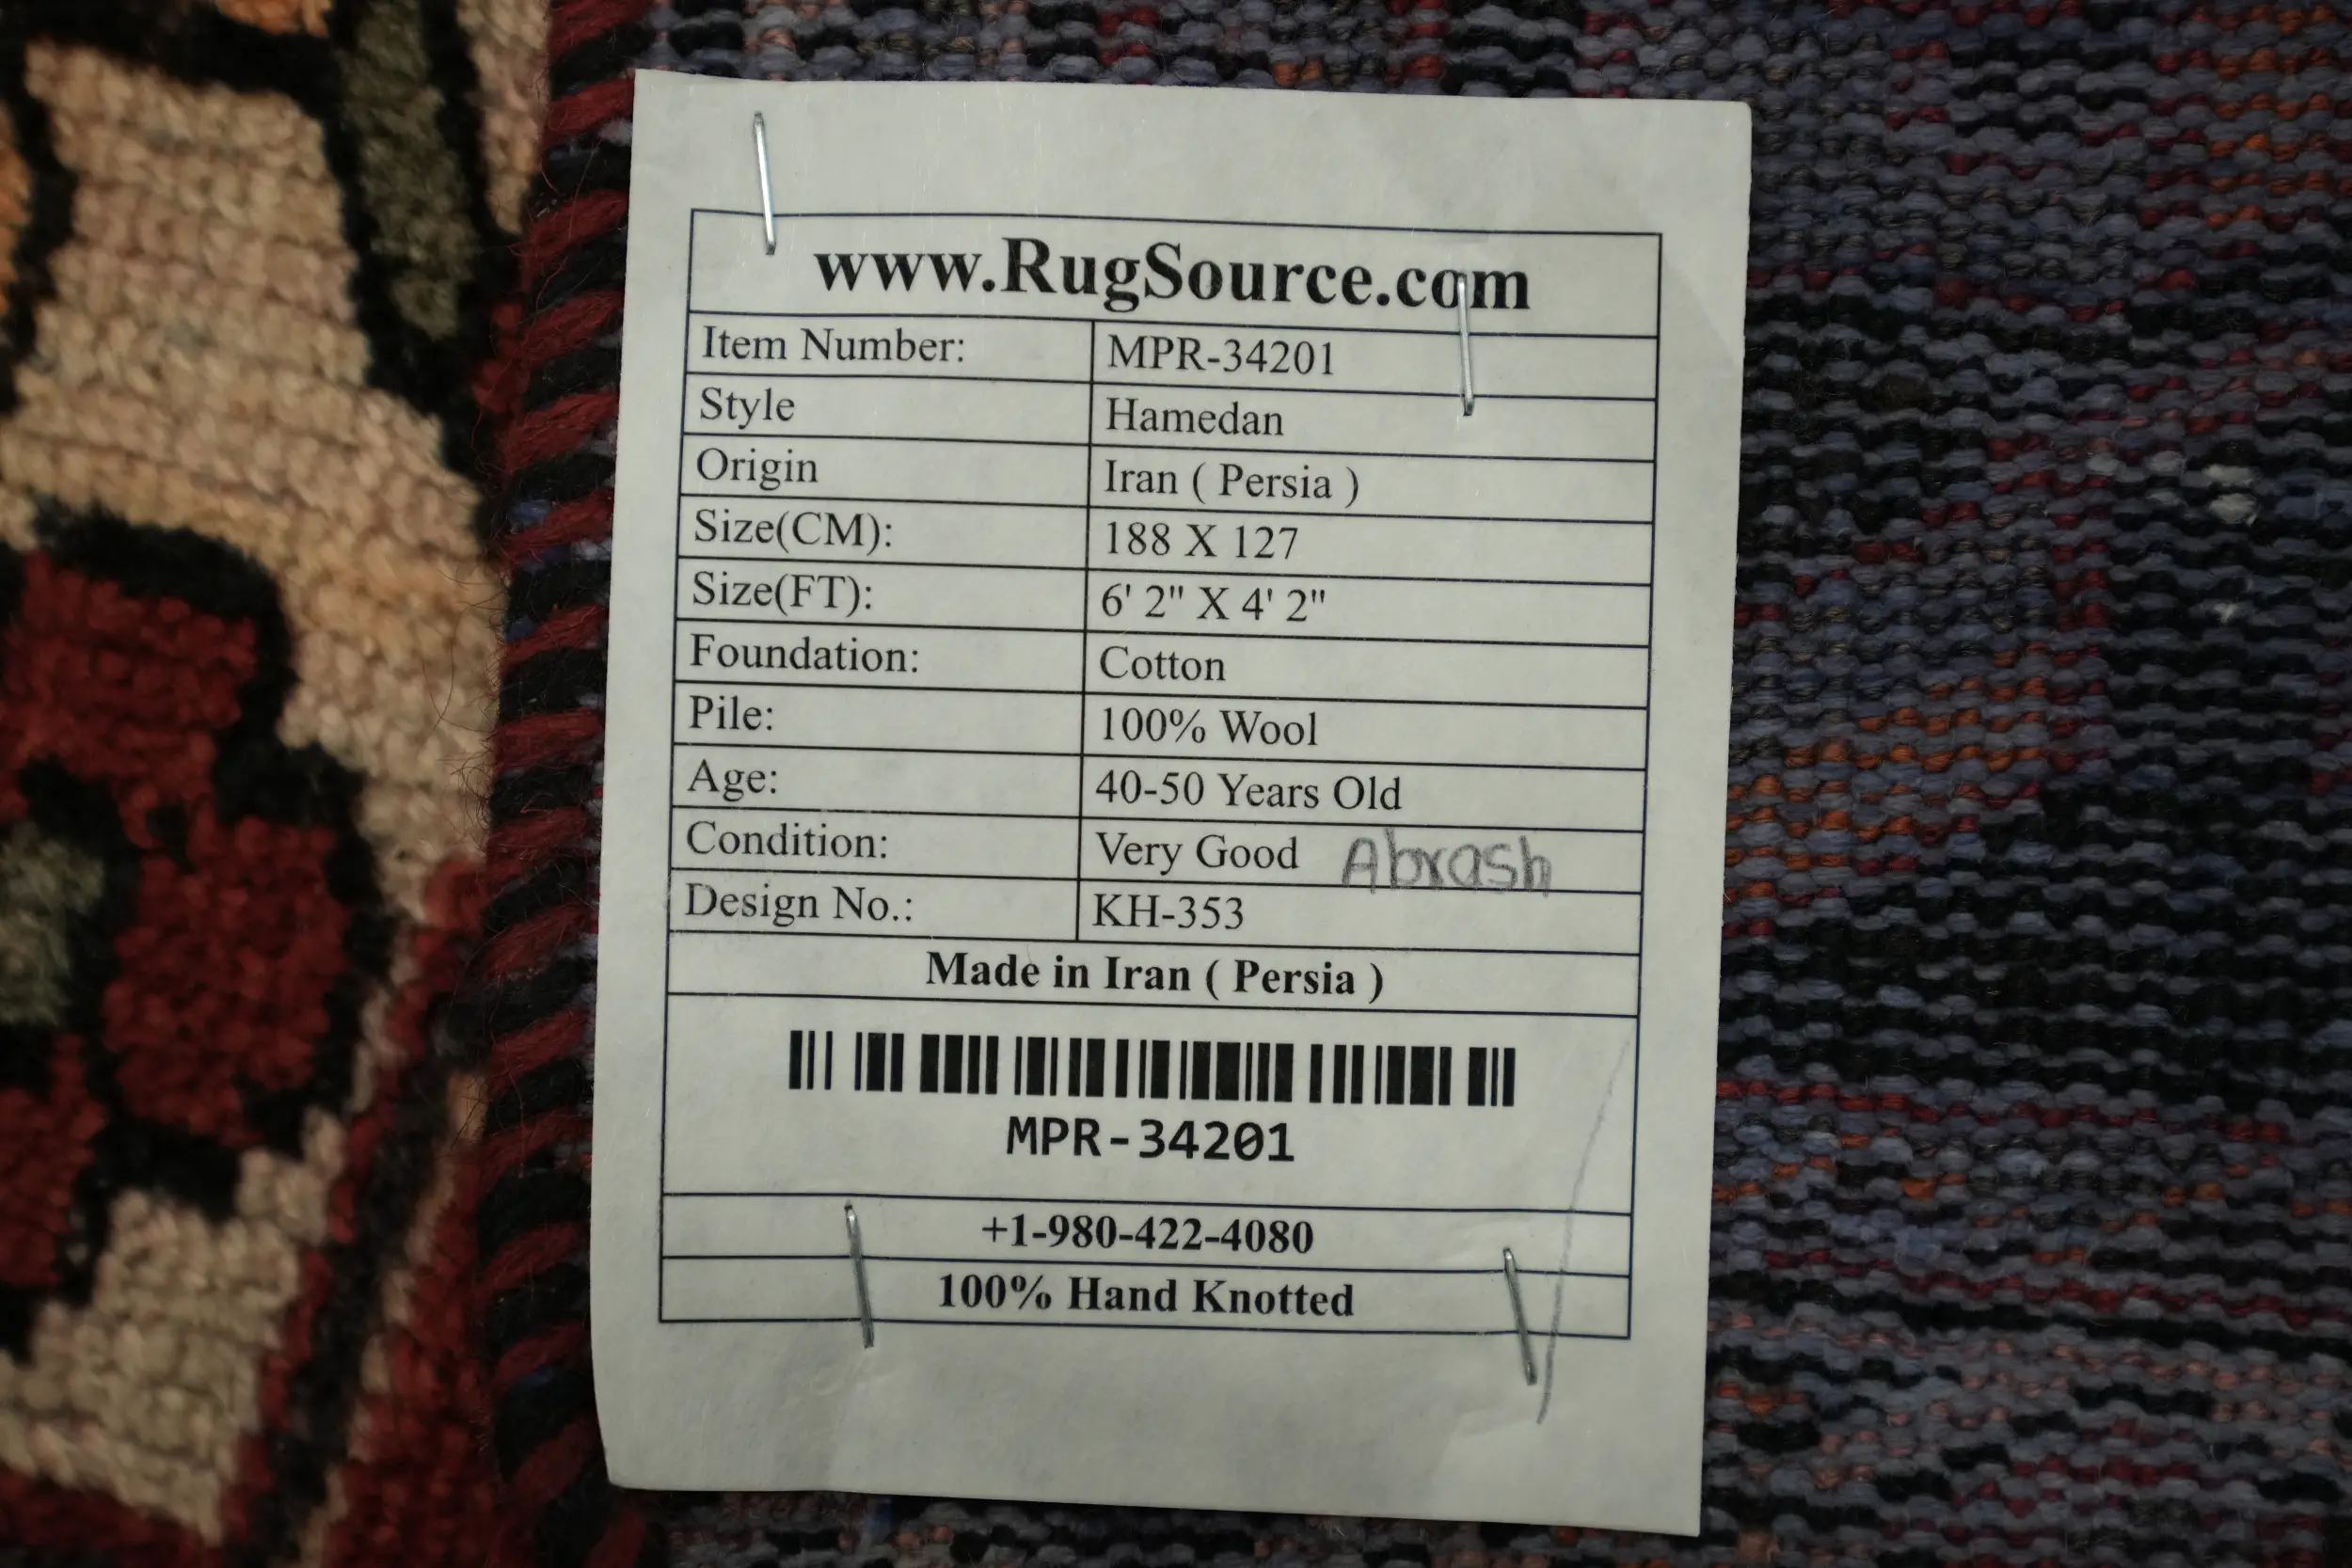 www.RugSource.com
Item Number: MPR-34201
Style Hamedan
Origin Iran ( Persia )
Size(CM): 188 X 127
Size(FT): 6' 2" X 4' 2"
Foundation: Cotton
Pile: 100% Wool
Age: 40-50 Years Old
Condition: Very Good Abrash
Design No.: KH-353
Made in Iran ( Persia )
MPR-34201
+1-980-422-4080
100% Hand Knotted